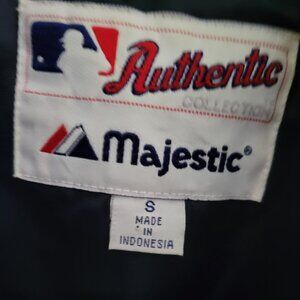 Authentic
COLLECTION
Majestic®
S
MADE
IN
INDONESIA